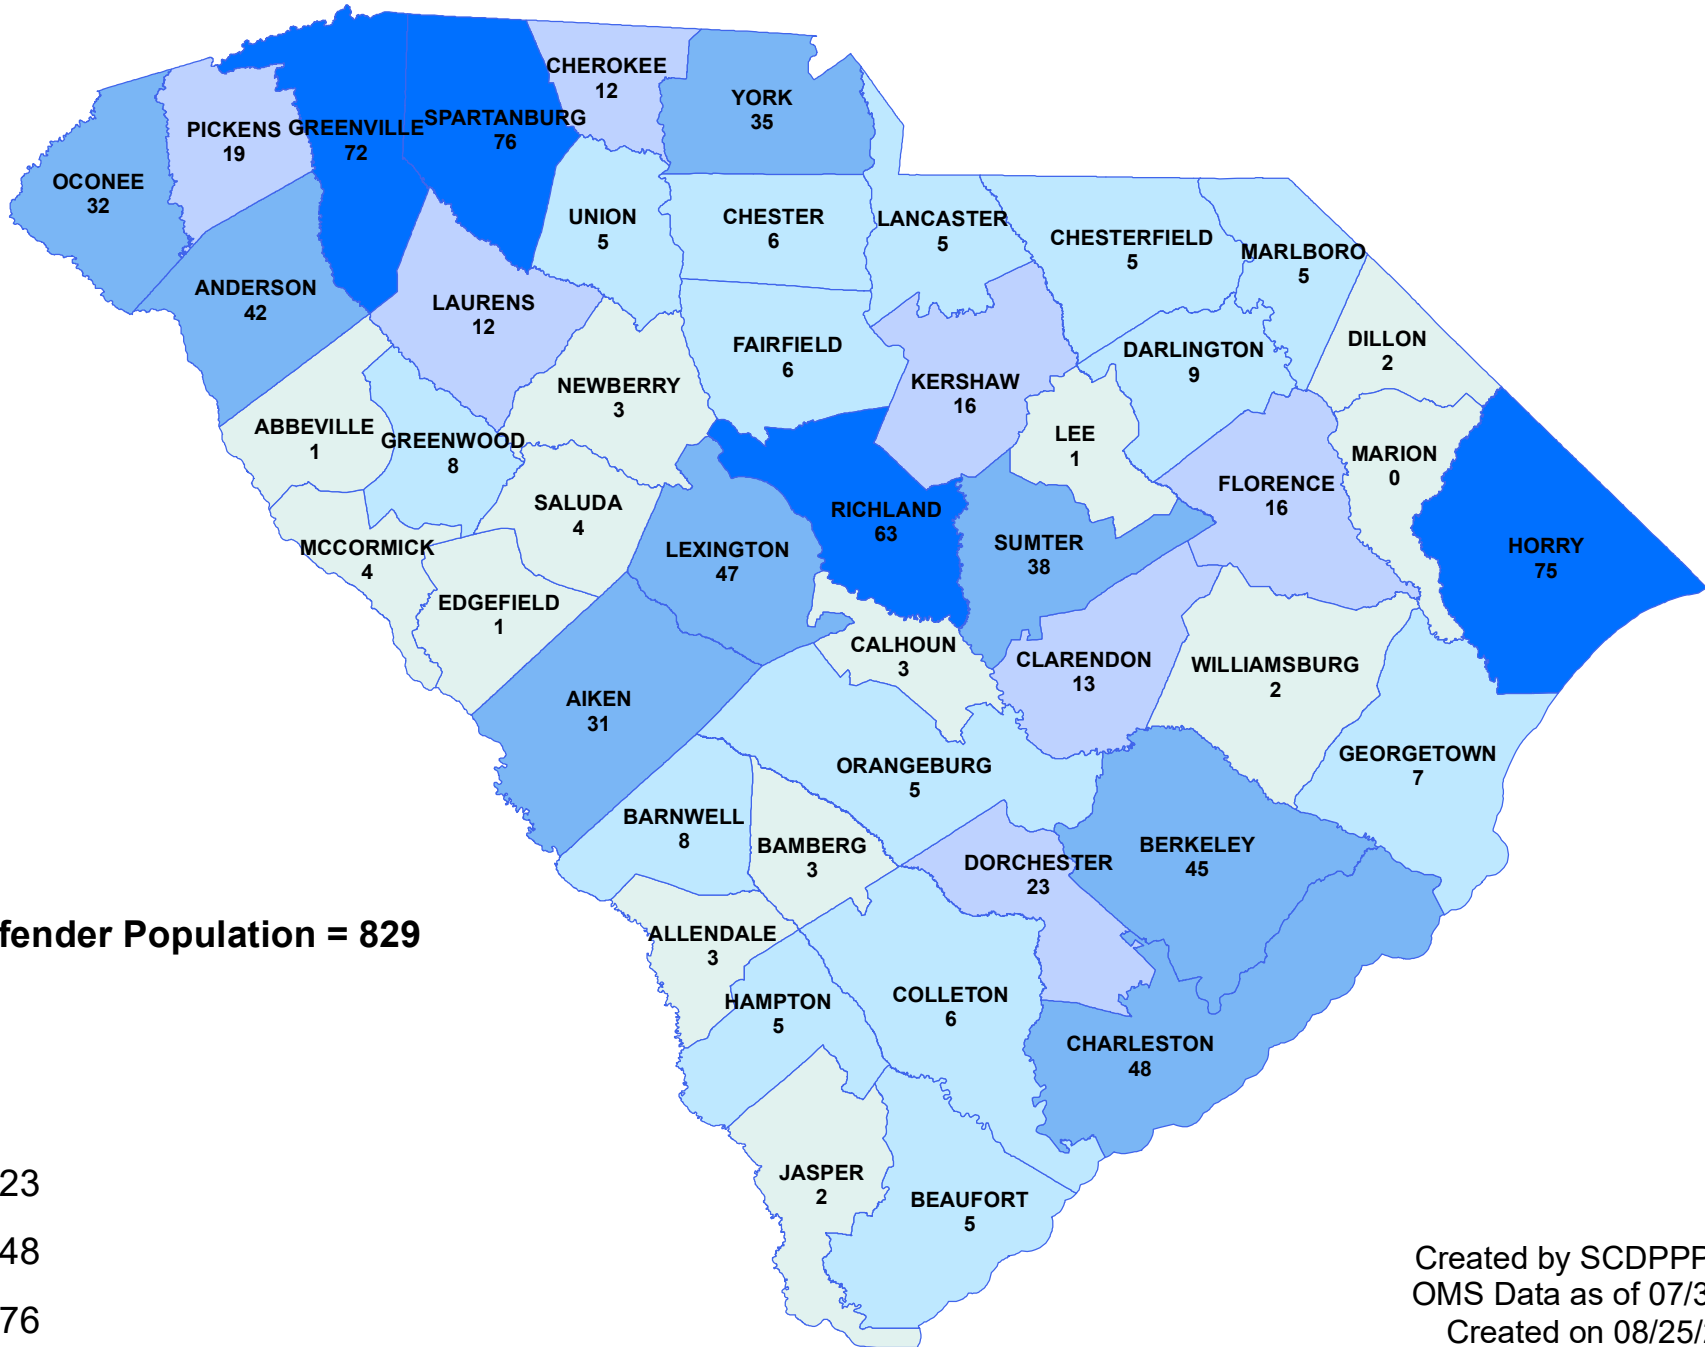 CHEROKEE
12
YORK
35
SPARTANBURG
76
PICKENS
19
GREENVILLE
72
OCONEE
32
UNION
5
CHESTER
6
LANCASTER
5
CHESTERFIELD
5
MARLBORO
5
ANDERSON
42
LAURENS
12
FAIRFIELD
6
DARLINGTON
9
DILLON
2
NEWBERRY
3
KERSHAW
16
ABBEVILLE
1
GREENWOOD
8
LEE
1
MARION
0
SALUDA
4
RICHLAND
63
FLORENCE
16
MCCORMICK
4
LEXINGTON
47
SUMTER
38
HORRY
75
EDGEFIELD
1
CALHOUN
3
CLARENDON
13
WILLIAMSBURG
2
AIKEN
31
ORANGEBURG
5
GEORGETOWN
7
BARNWELL
8
BAMBERG
3
DORCHESTER
23
BERKELEY
45
fender Population = 829
ALLENDALE
3
HAMPTON
5
COLLETON
6
CHARLESTON
48
JASPER
2
BEAUFORT
5
23
48
76
Created by SCDPPP
OMS Data as of 07/3
Created on 08/25/